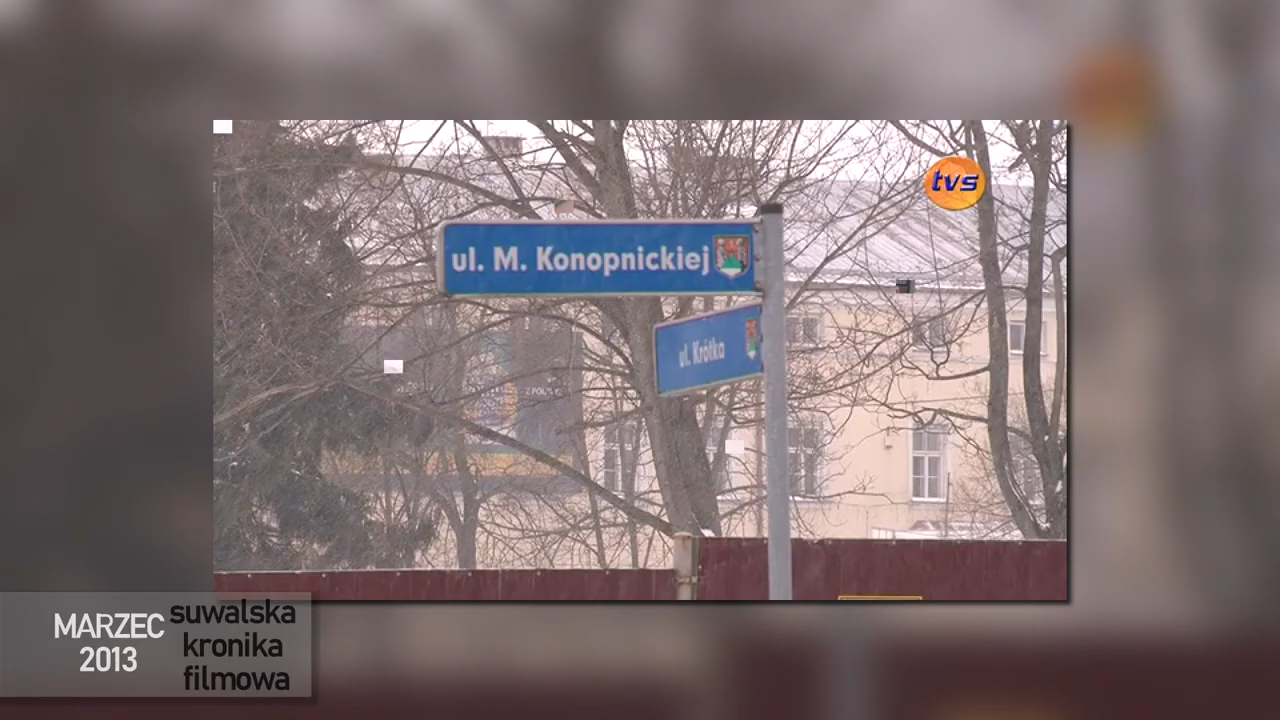 tvs
ul. M. Konopnickiej
ul. Krótka
MARZEC
2013
suwalska
kronika
filmowa